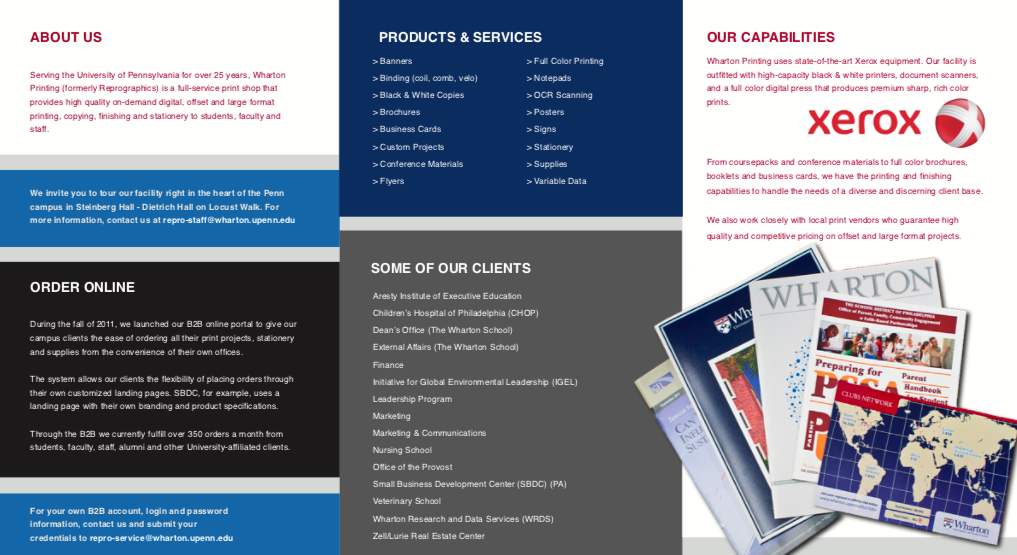 ABOUT US
Serving the University of Pennsylvania for over 25 years, Wharton
Printing (formerly Reprographics) is a full-service print shop that
provides high quality on-demand digital, offset and large format
printing, copying, finishing and stationery to students, faculty and
staff.
We invite you to tour our facility right in the heart of the Penn
campus in Steinberg Hall - Dietrich Hall on Locust Walk. For
more information, contact us at repro-staff@wharton.upenn.edu
ORDER ONLINE
During the fall of 2011, we launched our B2B online portal to give our
campus clients the ease of ordering all their print projects, stationery
and supplies from the convenience of their own offices.
The system allows our clients the flexibility of placing orders through
their own customized landing pages. SBDC, for example, uses a
landing page with their own branding and product specifications.
Through the B2B we currently fulfill over 350 orders a month from
students, faculty, staff, alumni and other University-affiliated clients.
For your own B2B account, login and password
information, contact us and submit your
credentials to repro-service@wharton.upenn.edu
PRODUCTS & SERVICES
> Banners
> Binding (coil, comb, velo)
> Black & White Copies
> Brochures
> Business Cards
> Custom Projects
> Conference Materials
> Flyers
> Full Color Printing
> Notepads
> OCR Scanning
> Posters
> Signs
> Stationery
> Supplies
> Variable Data
SOME OF OUR CLIENTS
Aresty Institute of Executive Education
Children's Hospital of Philadelphia (CHOP)
Dean's Office (The Wharton School)
External Affairs (The Wharton School)
Finance
Initiative for Global Environmental Leadership (IGEL)
Leadership Program
Marketing
Marketing & Communications
Nursing School
Office of the Provost
Small Business Development Center (SBDC) (PA)
Veterinary School
Wharton Research and Data Services (WRDS)
Zell/Lurie Real Estate Center
OUR CAPABILITIES
Wharton Printing uses state-of-the-art Xerox equipment. Our facility is
outfitted with high-capacity black & white printers, document scanners,
and a full color digital press that produces premium sharp, rich color
prints.
xerox
From coursepacks and conference materials to full color brochures,
booklets and business cards, we have the printing and finishing
capabilities to handle the needs of a diverse and discerning client base.
We also work closely with local print vendors who guarantee high
quality and competitive pricing on offset and large format projects.
WHARTON
THE SCHOOL DISTRICT OF PHILADELPHIA
Office of Parent, Family, Community Engagement
& Faith-Based Partnerships
Preparing for
Parent
Handbook
for Student
CLUBS NETWORK
Wharton